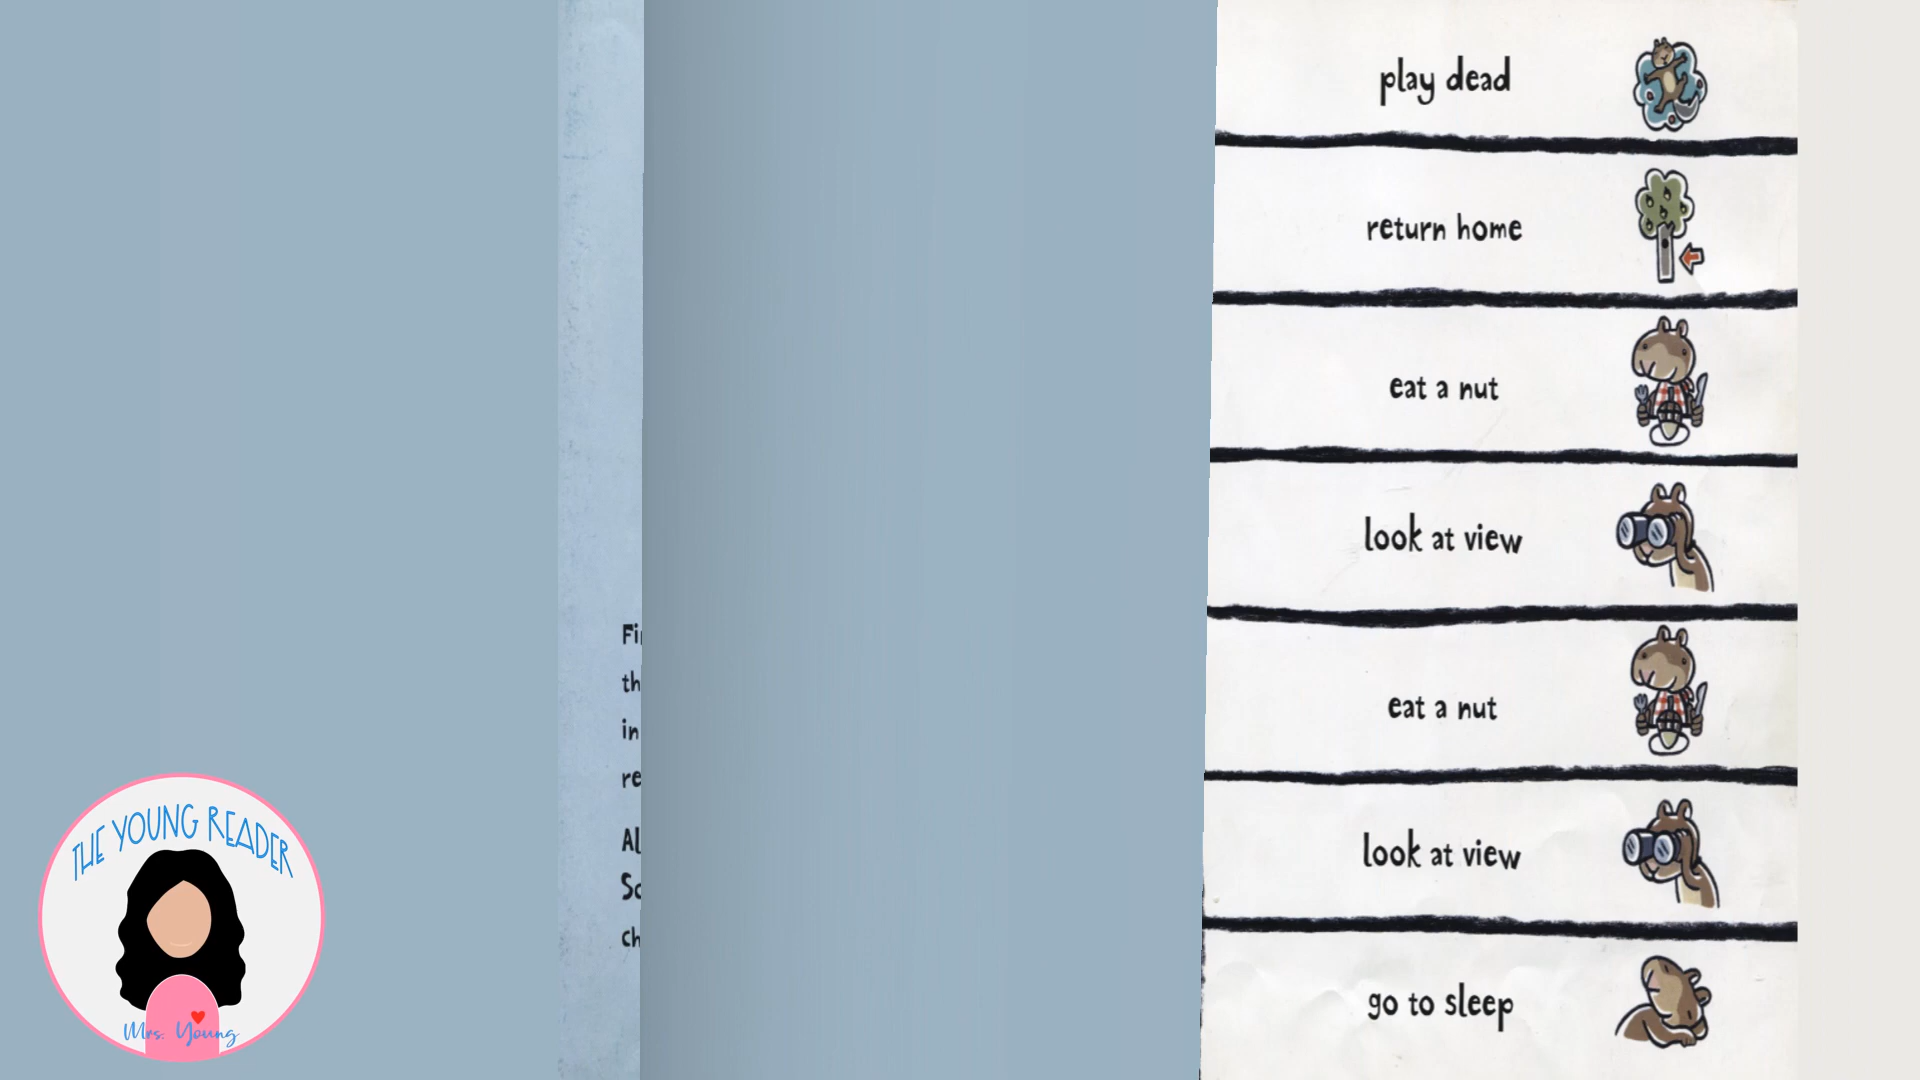 play dead
return home
eat a nut
look at view
eat a nut
look at view
go to sleep
THE YOUNG READER
Mrs. Young